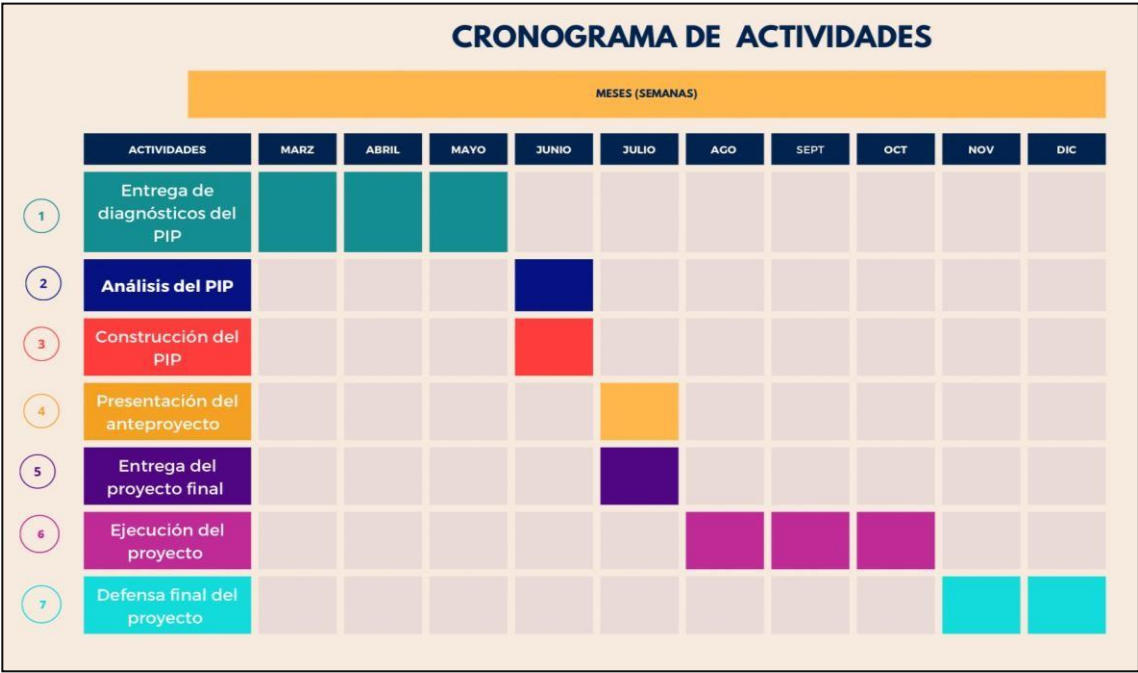 CRONOGRAMA DE ACTIVIDADES
MESES (SEMANAS)
ACTIVIDADES MARZ ABRIL MAYO JUNIO JULIO AGO SEPT OCT NOV DIC
1 Entrega de
diagnósticos del
PIP
2 Análisis del PIP
3 Construcción del
PIP
4 Presentación del
anteproyecto
5 Entrega del
proyecto final
6 Ejecución del
proyecto
7 Defensa final del
proyecto